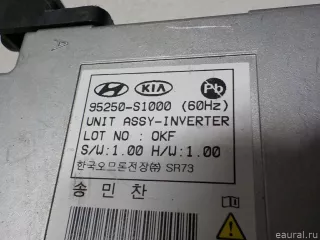 HYUNDAI KIA Pb
95250-S1000 (60Hz)
UNIT ASSY-INVERTER
LOT NO : OKF
S/W:1.00 H/W:1.00
한국오므론전장㈜ SR73
송민찬
eaural.ru